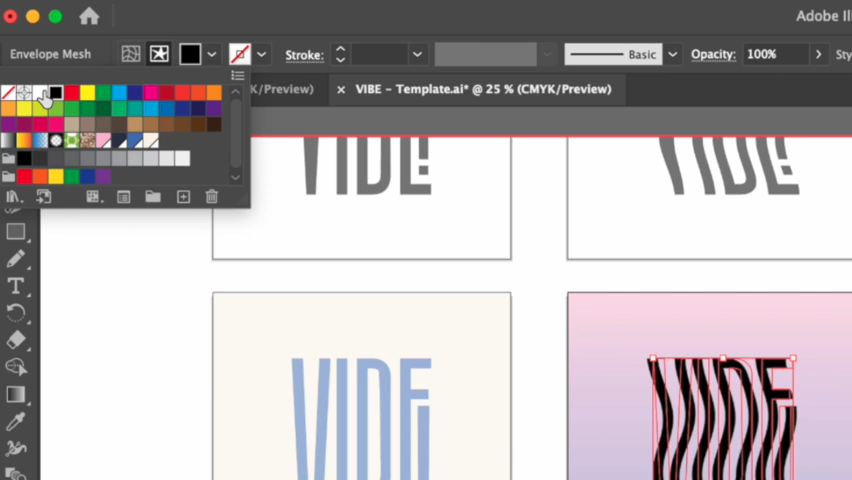 Adobe Ill
Envelope Mesh
Stroke:
Basic
Opacity: 100%
Sty
K/Preview)
× VIBE – Template.ai* @ 25 % (CMYK/Preview)
VIBE!
VIBE!
VIBE!
VIBE!